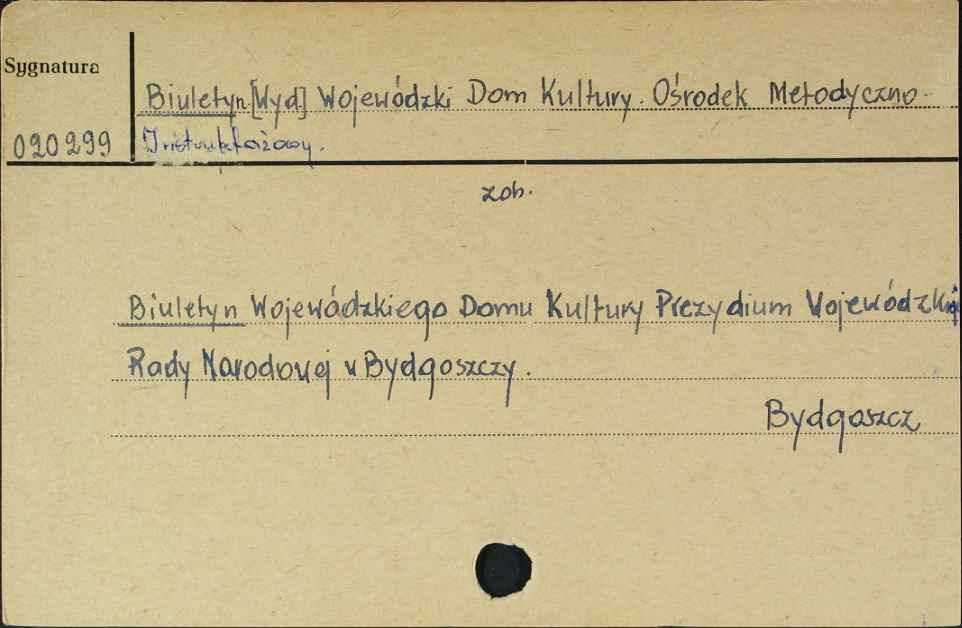 Sygnatura
Biuletyn [Wyd] Wojewódzki Dom Kultury. Ośrodek Metodyczno-
020299
Instruktażowy.
zob.
Biuletyn Wojewódzkiego Domu Kultury Prezydium Wojewódzkiej
Rady Narodowej w Bydgoszczy.
Bydgoszcz